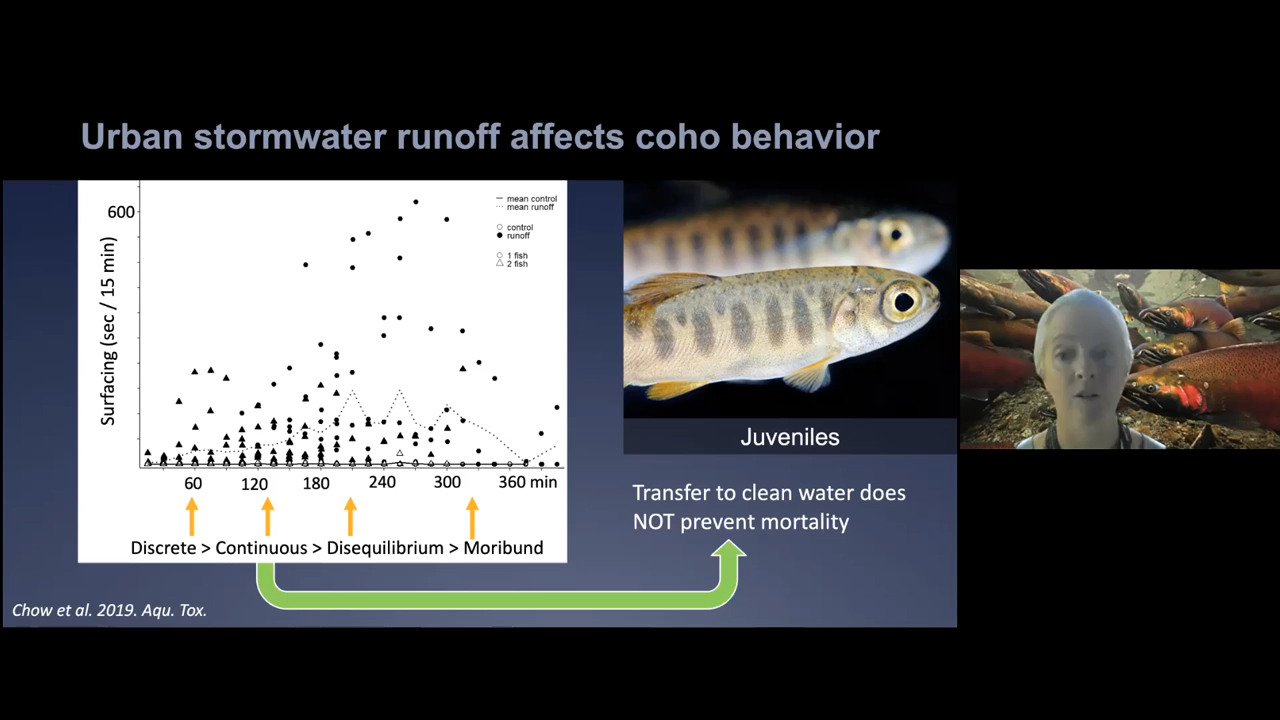 Urban stormwater runoff affects coho behavior
600
Surfacing (sec / 15 min)
mean control
mean runoff
control
runoff
1 fish
2 fish
60 120 180 240 300 360 min
Discrete > Continuous > Disequilibrium > Moribund
Chow et al. 2019. Aqu. Tox.
Juveniles
Transfer to clean water does
NOT prevent mortality